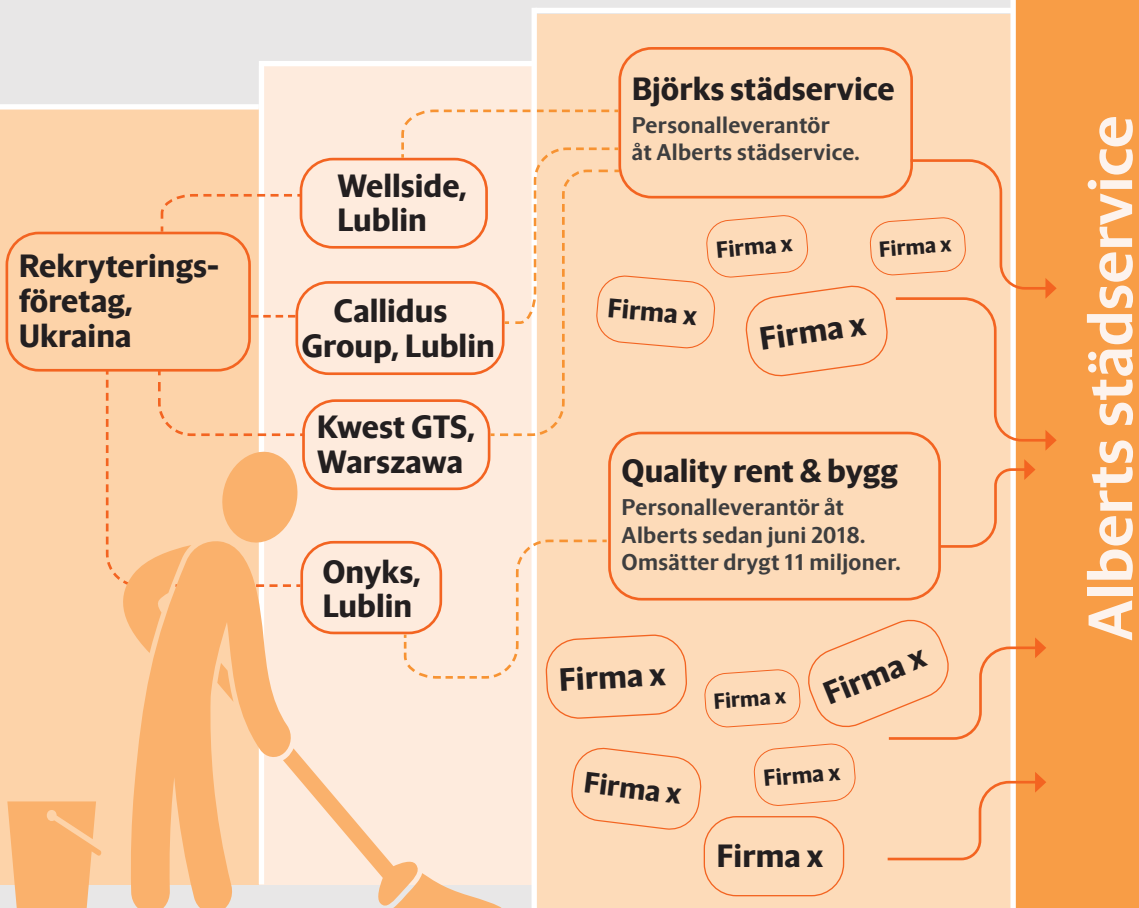 Rekryterings-
företag,
Ukraina
Wellside,
Lublin
Callidus
Group, Lublin
Kwest GTS,
Warszawa
Onyks,
Lublin
Björks städservice
Personalleverantör
åt Alberts städservice.
Firma x
Firma x
Firma x
Firma x
Quality rent & bygg
Personalleverantör åt
Alberts sedan juni 2018.
Omsätter drygt 11 miljoner.
Firma x
Firma x
Firma x
Firma x
Firma x
Firma x
Alberts städservice